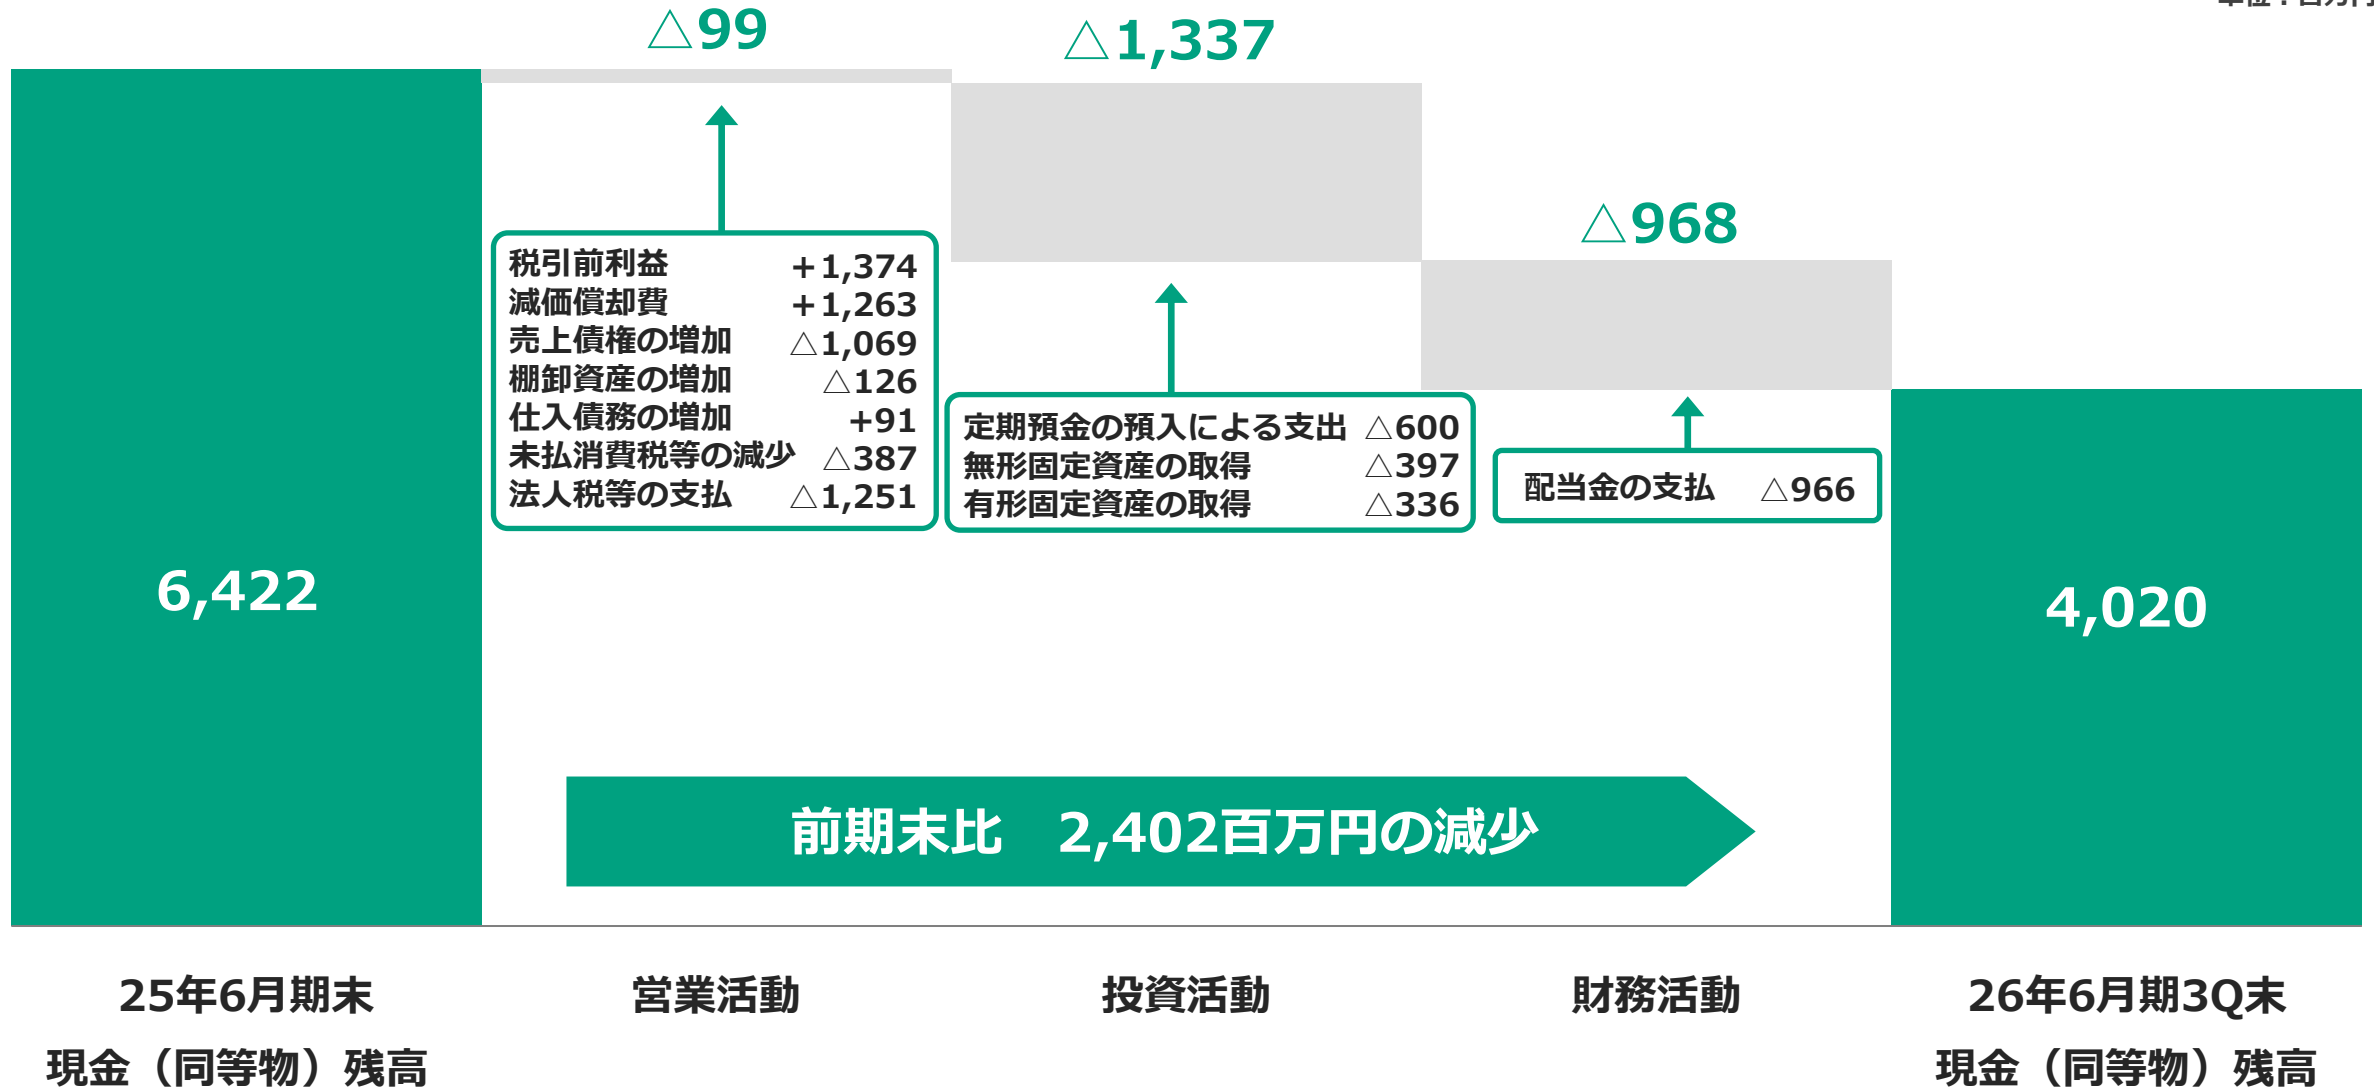 単位：百万円
△99
△1,337
△968
税引前利益 +1,374
減価償却費 +1,263
売上債権の増加 △1,069
棚卸資産の増加 △126
仕入債務の増加 +91
未払消費税等の減少 △387
法人税等の支払 △1,251
定期預金の預入による支出 △600
無形固定資産の取得 △397
有形固定資産の取得 △336
配当金の支払 △966
6,422
4,020
前期末比　2,402百万円の減少
25年6月期末
現金（同等物）残高
営業活動
投資活動
財務活動
26年6月期3Q末
現金（同等物）残高